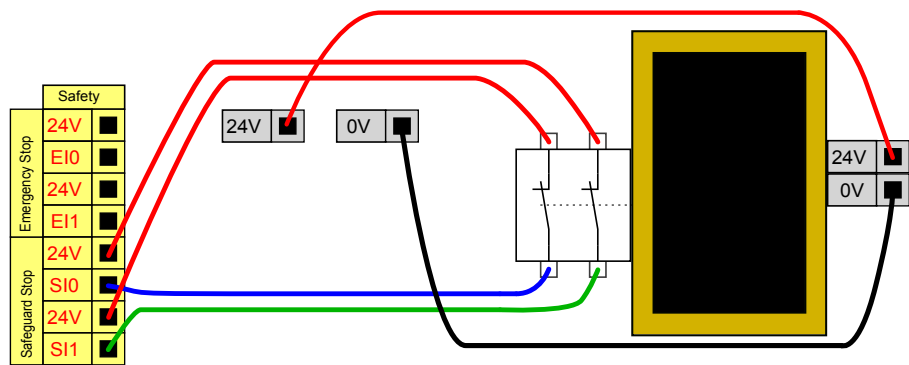 Safety
Emergency Stop
24V
EI0
24V
EI1
Safeguard Stop
24V
SI0
24V
SI1
24V
0V
24V
0V